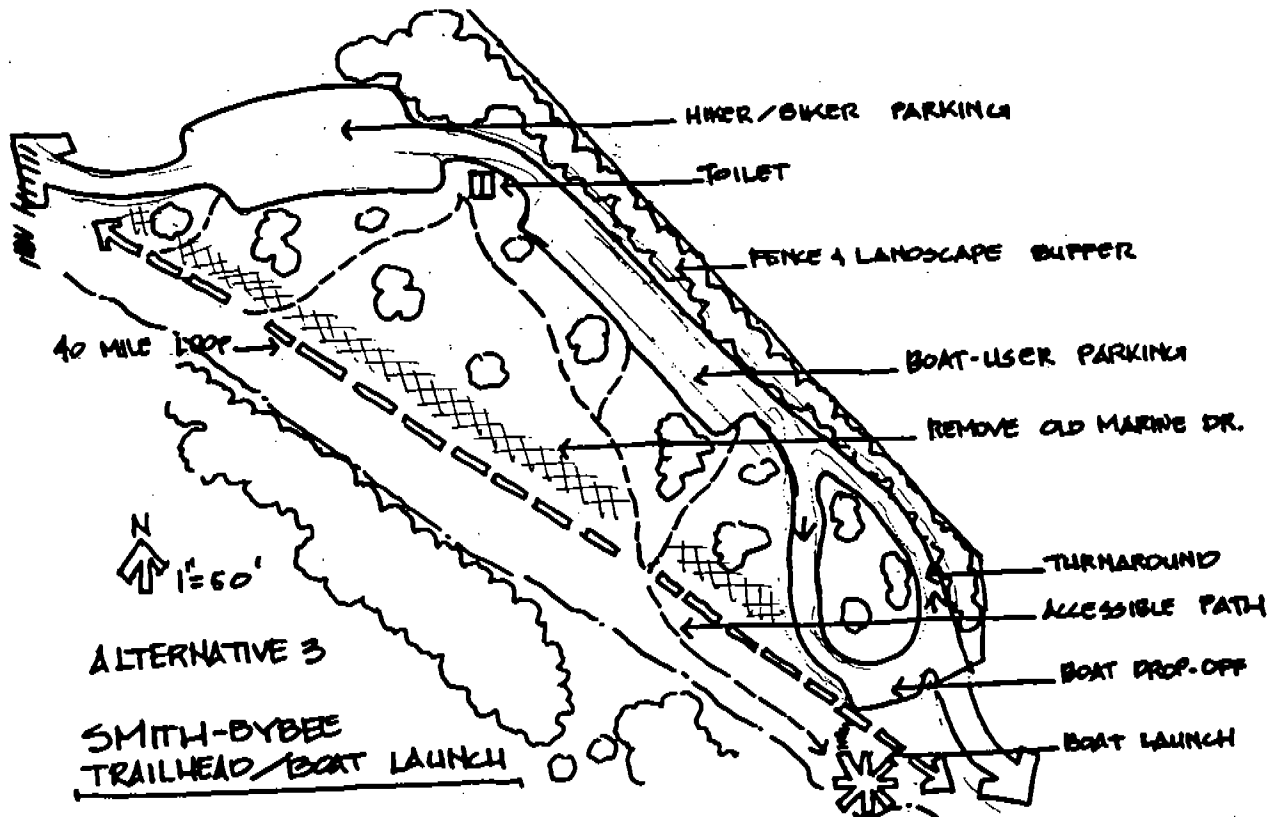 HIKER/BIKER PARKING
TOILET
FENCE & LANDSCAPE BUFFER
40 MILE LOOP
BOAT-USER PARKING
REMOVE OLD MARINE DR.
N
1"=50'
TURNAROUND
ACCESSIBLE PATH
ALTERNATIVE 3
BOAT DROP-OFF
SMITH-BYBEE
TRAILHEAD/BOAT LAUNCH
BOAT LAUNCH